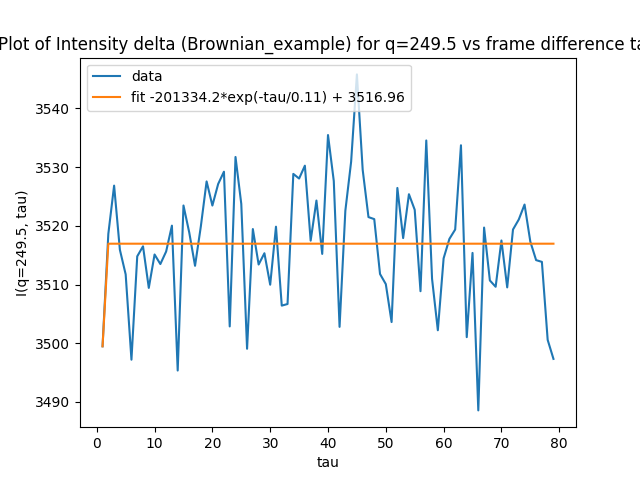 Plot of Intensity delta (Brownian_example) for q=249.5 vs frame difference ta
data
fit -201334.2*exp(-tau/0.11) + 3516.96
I(q=249.5, tau)
3540
3530
3520
3510
3500
3490
0 10 20 30 40 50 60 70 80
tau